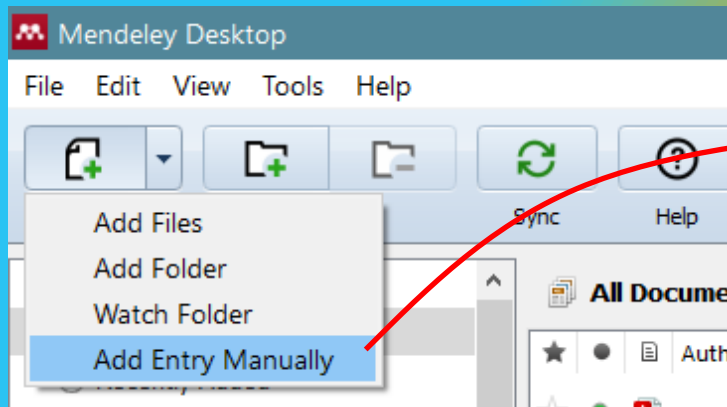 Mendeley Desktop
File Edit View Tools Help
Sync Help
Add Files
Add Folder
Watch Folder
Add Entry Manually
All Docume
Auth